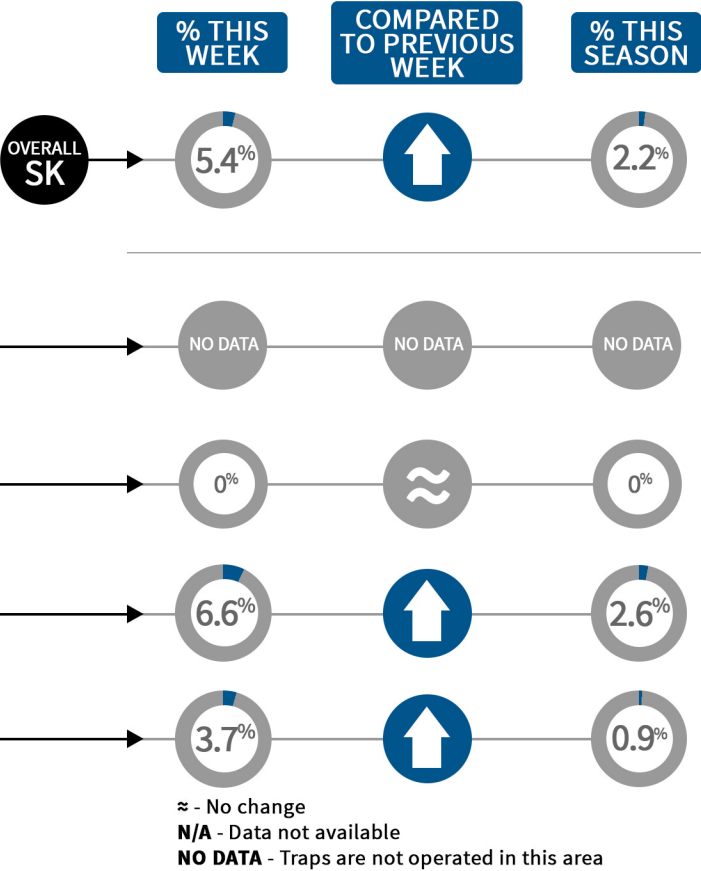 % THIS
WEEK
COMPARED
TO PREVIOUS
WEEK
% THIS
SEASON
OVERALL
SK
5.4%
2.2%
NO DATA
NO DATA
NO DATA
0%
≈
0%
6.6%
2.6%
3.7%
0.9%
≈ - No change
N/A - Data not available
NO DATA - Traps are not operated in this area